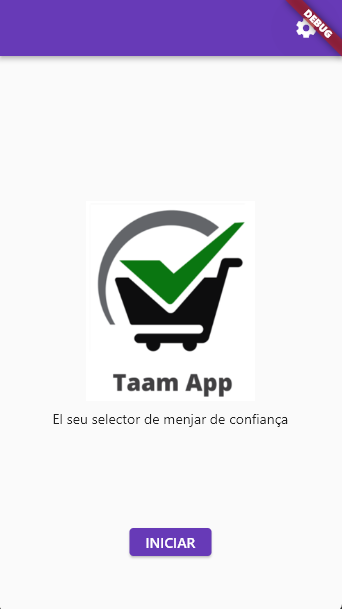 DEBUG
Taam App
El seu selector de menjar de confiança
INICIAR